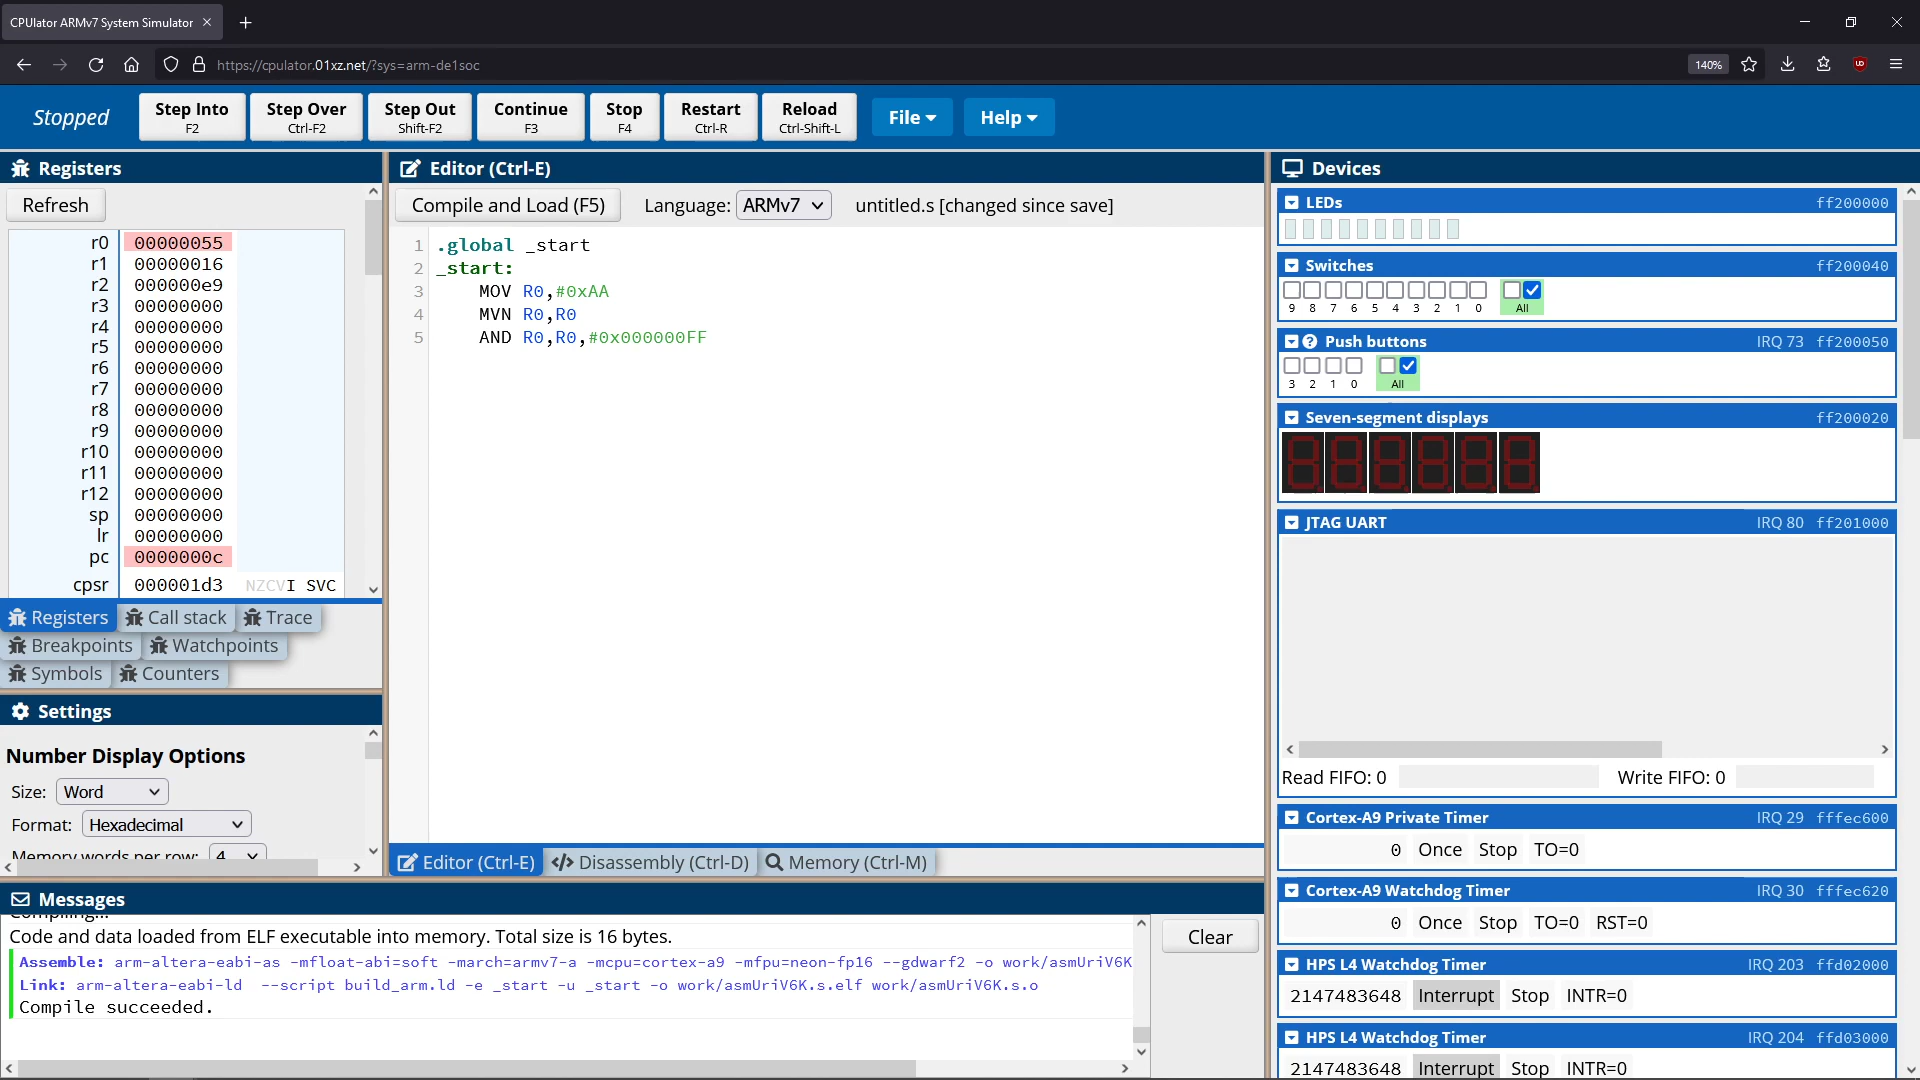 CPUlator ARMv7 System Simulator
https://cpulator.01xz.net/?sys=arm-de1soc
140%
Stopped
Step Into
F2
Step Over
Ctrl-F2
Step Out
Shift-F2
Continue
F3
Stop
F4
Restart
Ctrl-R
Reload
Ctrl-Shift-L
File
Help
Registers
Refresh
r0 00000055
r1 00000016
r2 000000e9
r3 00000000
r4 00000000
r5 00000000
r6 00000000
r7 00000000
r8 00000000
r9 00000000
r10 00000000
r11 00000000
r12 00000000
sp 00000000
lr 00000000
pc 0000000c
cpsr 000001d3 NZCVI SVC
Registers Call stack Trace
Breakpoints Watchpoints
Symbols Counters
Settings
Number Display Options
Size: Word
Format: Hexadecimal
Memory words per row: 4
Editor (Ctrl-E)
Compile and Load (F5) Language: ARMv7 untitled.s [changed since save]
1 .global _start
2 _start:
3 MOV R0,#0xAA
4 MVN R0,R0
5 AND R0,R0,#0x000000FF
Editor (Ctrl-E) Disassembly (Ctrl-D) Memory (Ctrl-M)
Messages
Compiling...
Code and data loaded from ELF executable into memory. Total size is 16 bytes.
Assemble: arm-altera-eabi-as -mfloat-abi=soft -march=armv7-a -mcpu=cortex-a9 -mfpu=neon-fp16 --gdwarf2 -o work/asmUriV6K
Link: arm-altera-eabi-ld --script build_arm.ld -e _start -u _start -o work/asmUriV6K.s.elf work/asmUriV6K.s.o
Compile succeeded.
Clear
Devices
LEDs ff200000
Switches ff200040
9 8 7 6 5 4 3 2 1 0 All
Push buttons IRQ 73 ff200050
3 2 1 0 All
Seven-segment displays ff200020
JTAG UART IRQ 80 ff201000
Read FIFO: 0 Write FIFO: 0
Cortex-A9 Private Timer IRQ 29 fffec600
0 Once Stop TO=0
Cortex-A9 Watchdog Timer IRQ 30 fffec620
0 Once Stop TO=0 RST=0
HPS L4 Watchdog Timer IRQ 203 ffd02000
2147483648 Interrupt Stop INTR=0
HPS L4 Watchdog Timer IRQ 204 ffd03000
2147483648 Interrupt Stop INTR=0